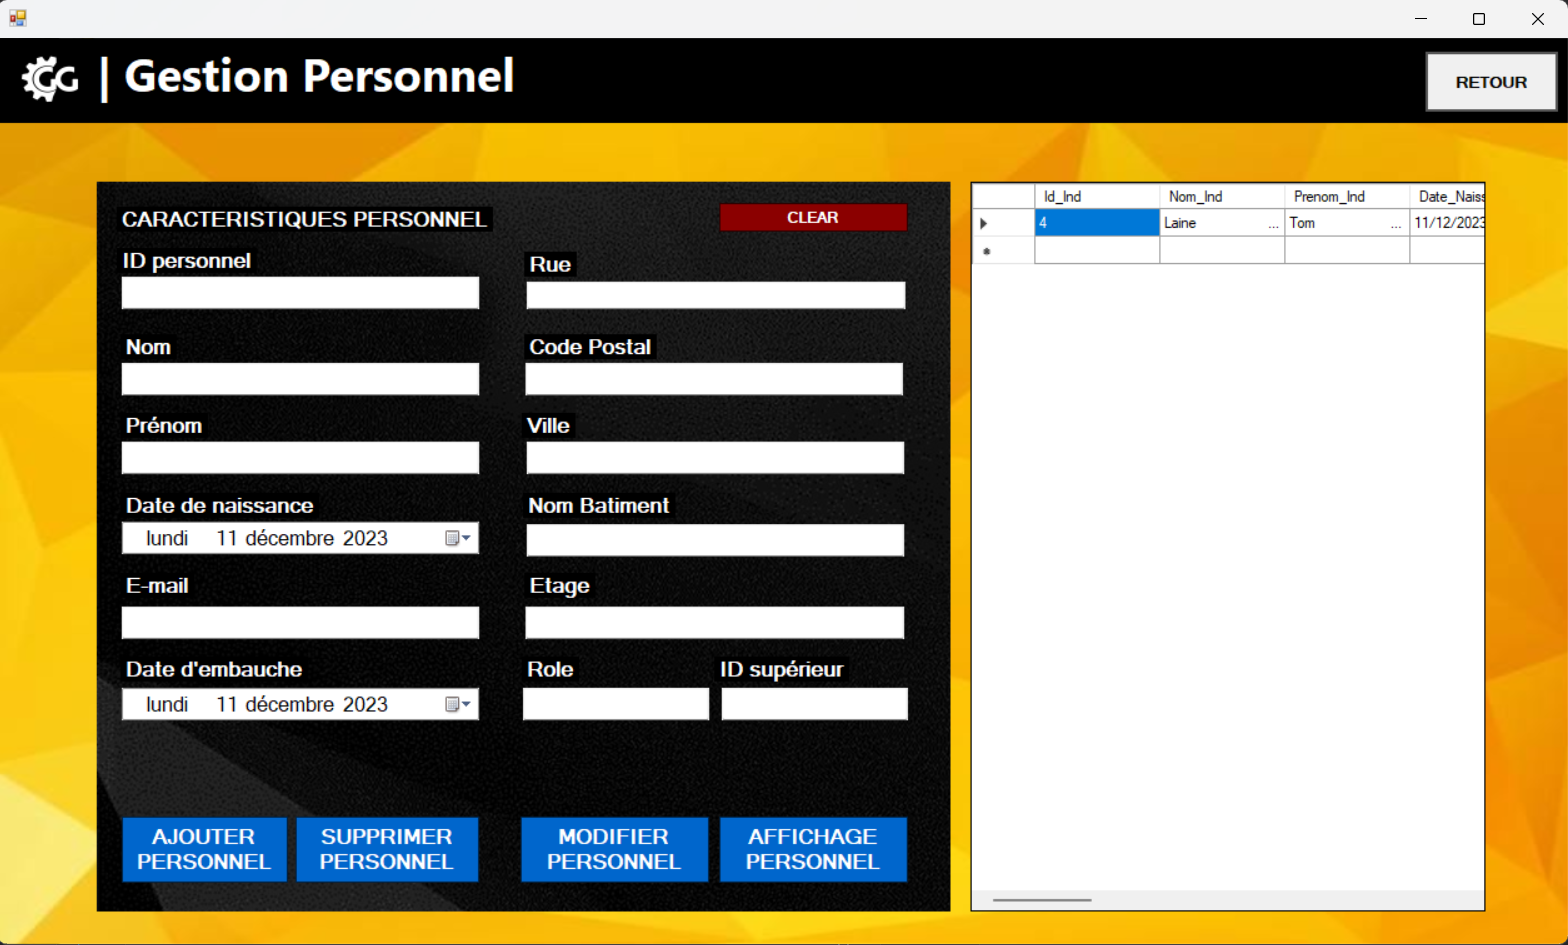 GG | Gestion Personnel
RETOUR
CARACTERISTIQUES PERSONNEL
CLEAR
ID personnel
Rue
Nom
Code Postal
Prénom
Ville
Date de naissance
lundi 11 décembre 2023
Nom Batiment
E-mail
Etage
Date d'embauche
lundi 11 décembre 2023
Role
ID supérieur
AJOUTER
PERSONNEL
SUPPRIMER
PERSONNEL
MODIFIER
PERSONNEL
AFFICHAGE
PERSONNEL
Id_Ind Nom_Ind Prenom_Ind Date_Naiss
4 Laine ... Tom ... 11/12/2023